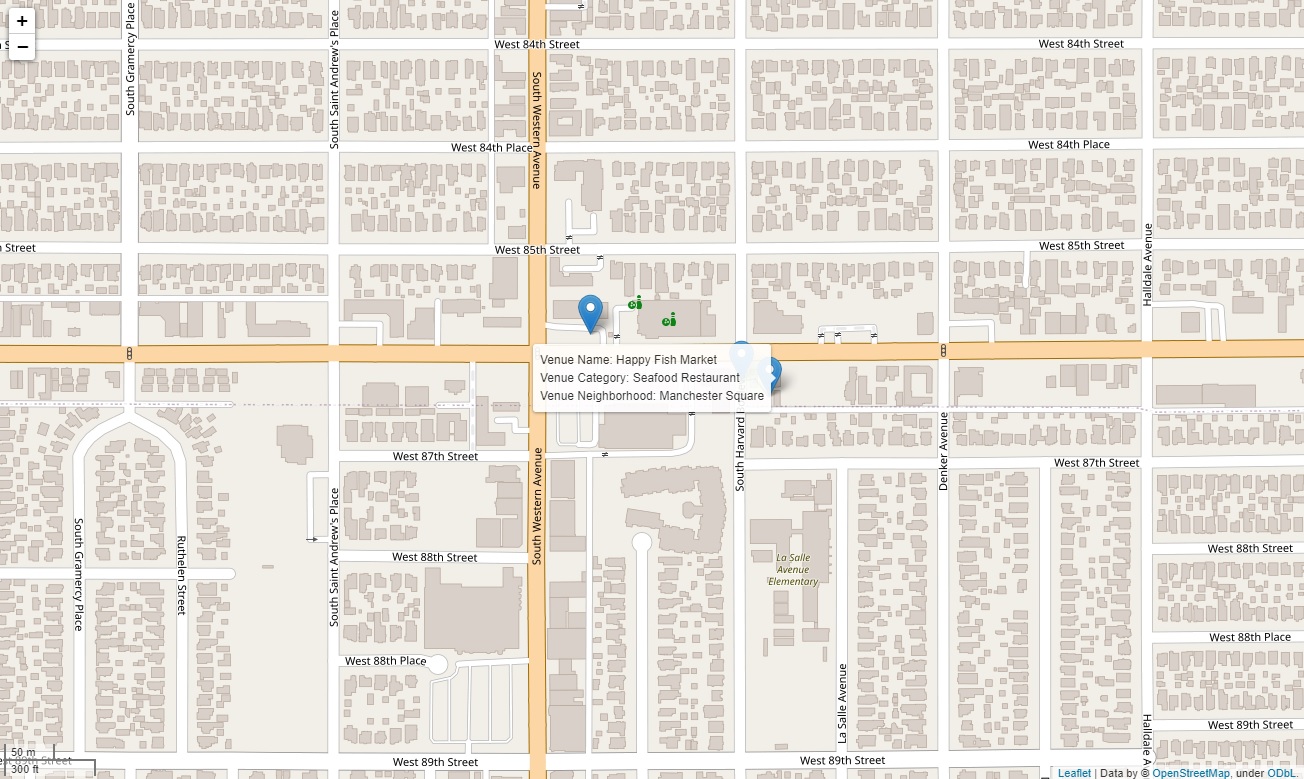 +
−
South Gramercy Place
South Saint Andrew's Place
West 84th Street
West 84th Street
South Western Avenue
West 84th Place
West 84th Place
Street
West 85th Street
West 85th Street
Halldale Avenue
Venue Name: Happy Fish Market
Venue Category: Seafood Restaurant
Venue Neighborhood: Manchester Square
South Harvard
Denker Avenue
West 87th Street
West 87th Street
South Western Avenue
South Gramercy Place
Ruthelen Street
South Saint Andrew's Place
West 88th Street
West 88th Street
La Salle
Avenue
Elementary
West 88th Place
West 88th Place
La Salle Avenue
Halldale A
West 89th Street
West 89th Street
West 89th Street
50 m
300 ft
est 89th Street
Leaflet | Data by © OpenStreetMap, under ODbL.